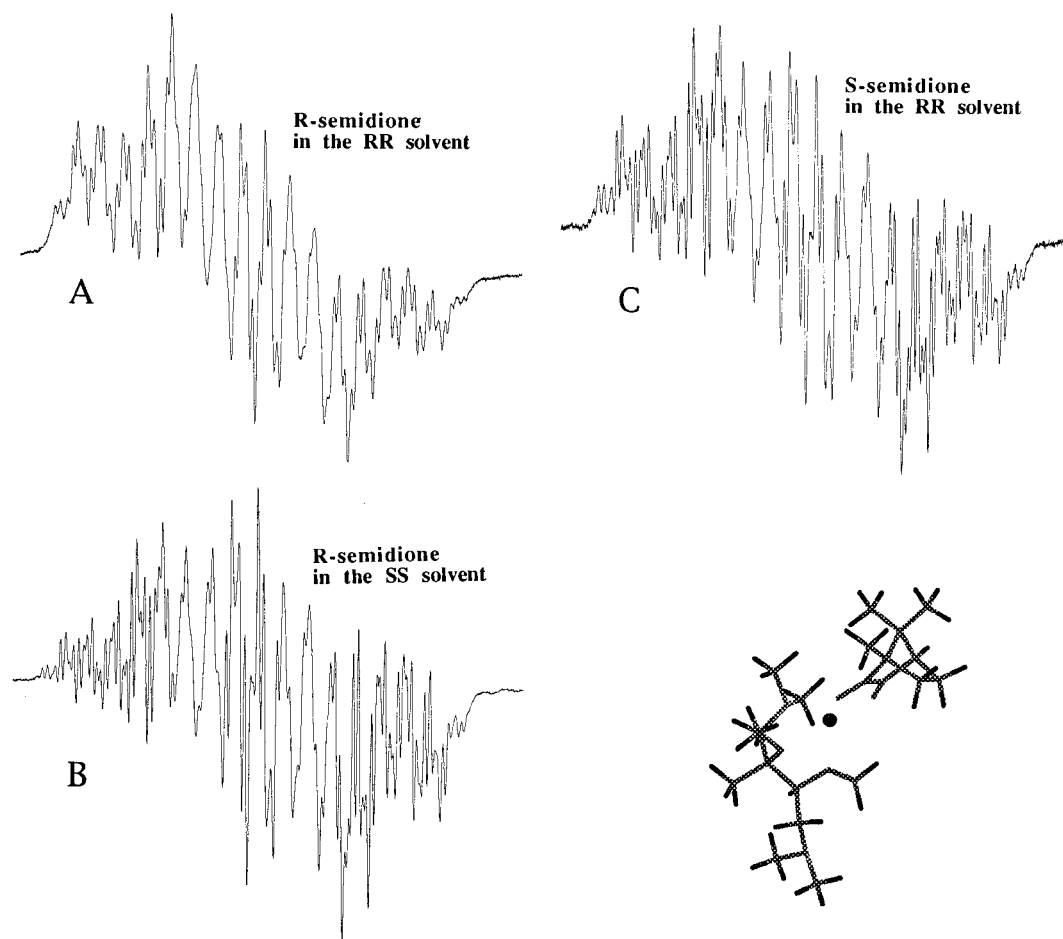 R-semidione
in the RR solvent
A
S-semidione
in the RR solvent
C
R-semidione
in the SS solvent
B